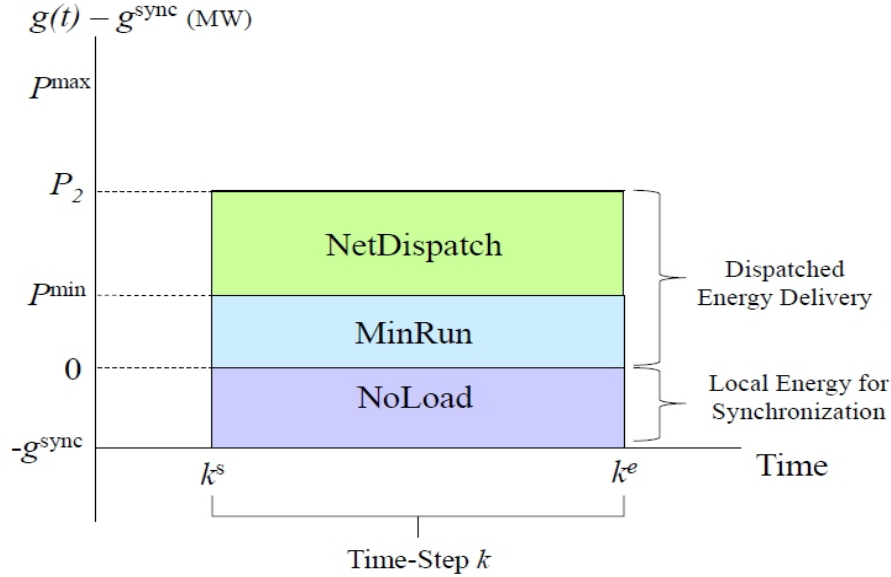 g(t) – g^sync (MW)
P^max
P_2
NetDispatch
P^min
MinRun
Dispatched
Energy Delivery
0
NoLoad
Local Energy for
Synchronization
-g^sync
k^s
k^e
Time
Time-Step k